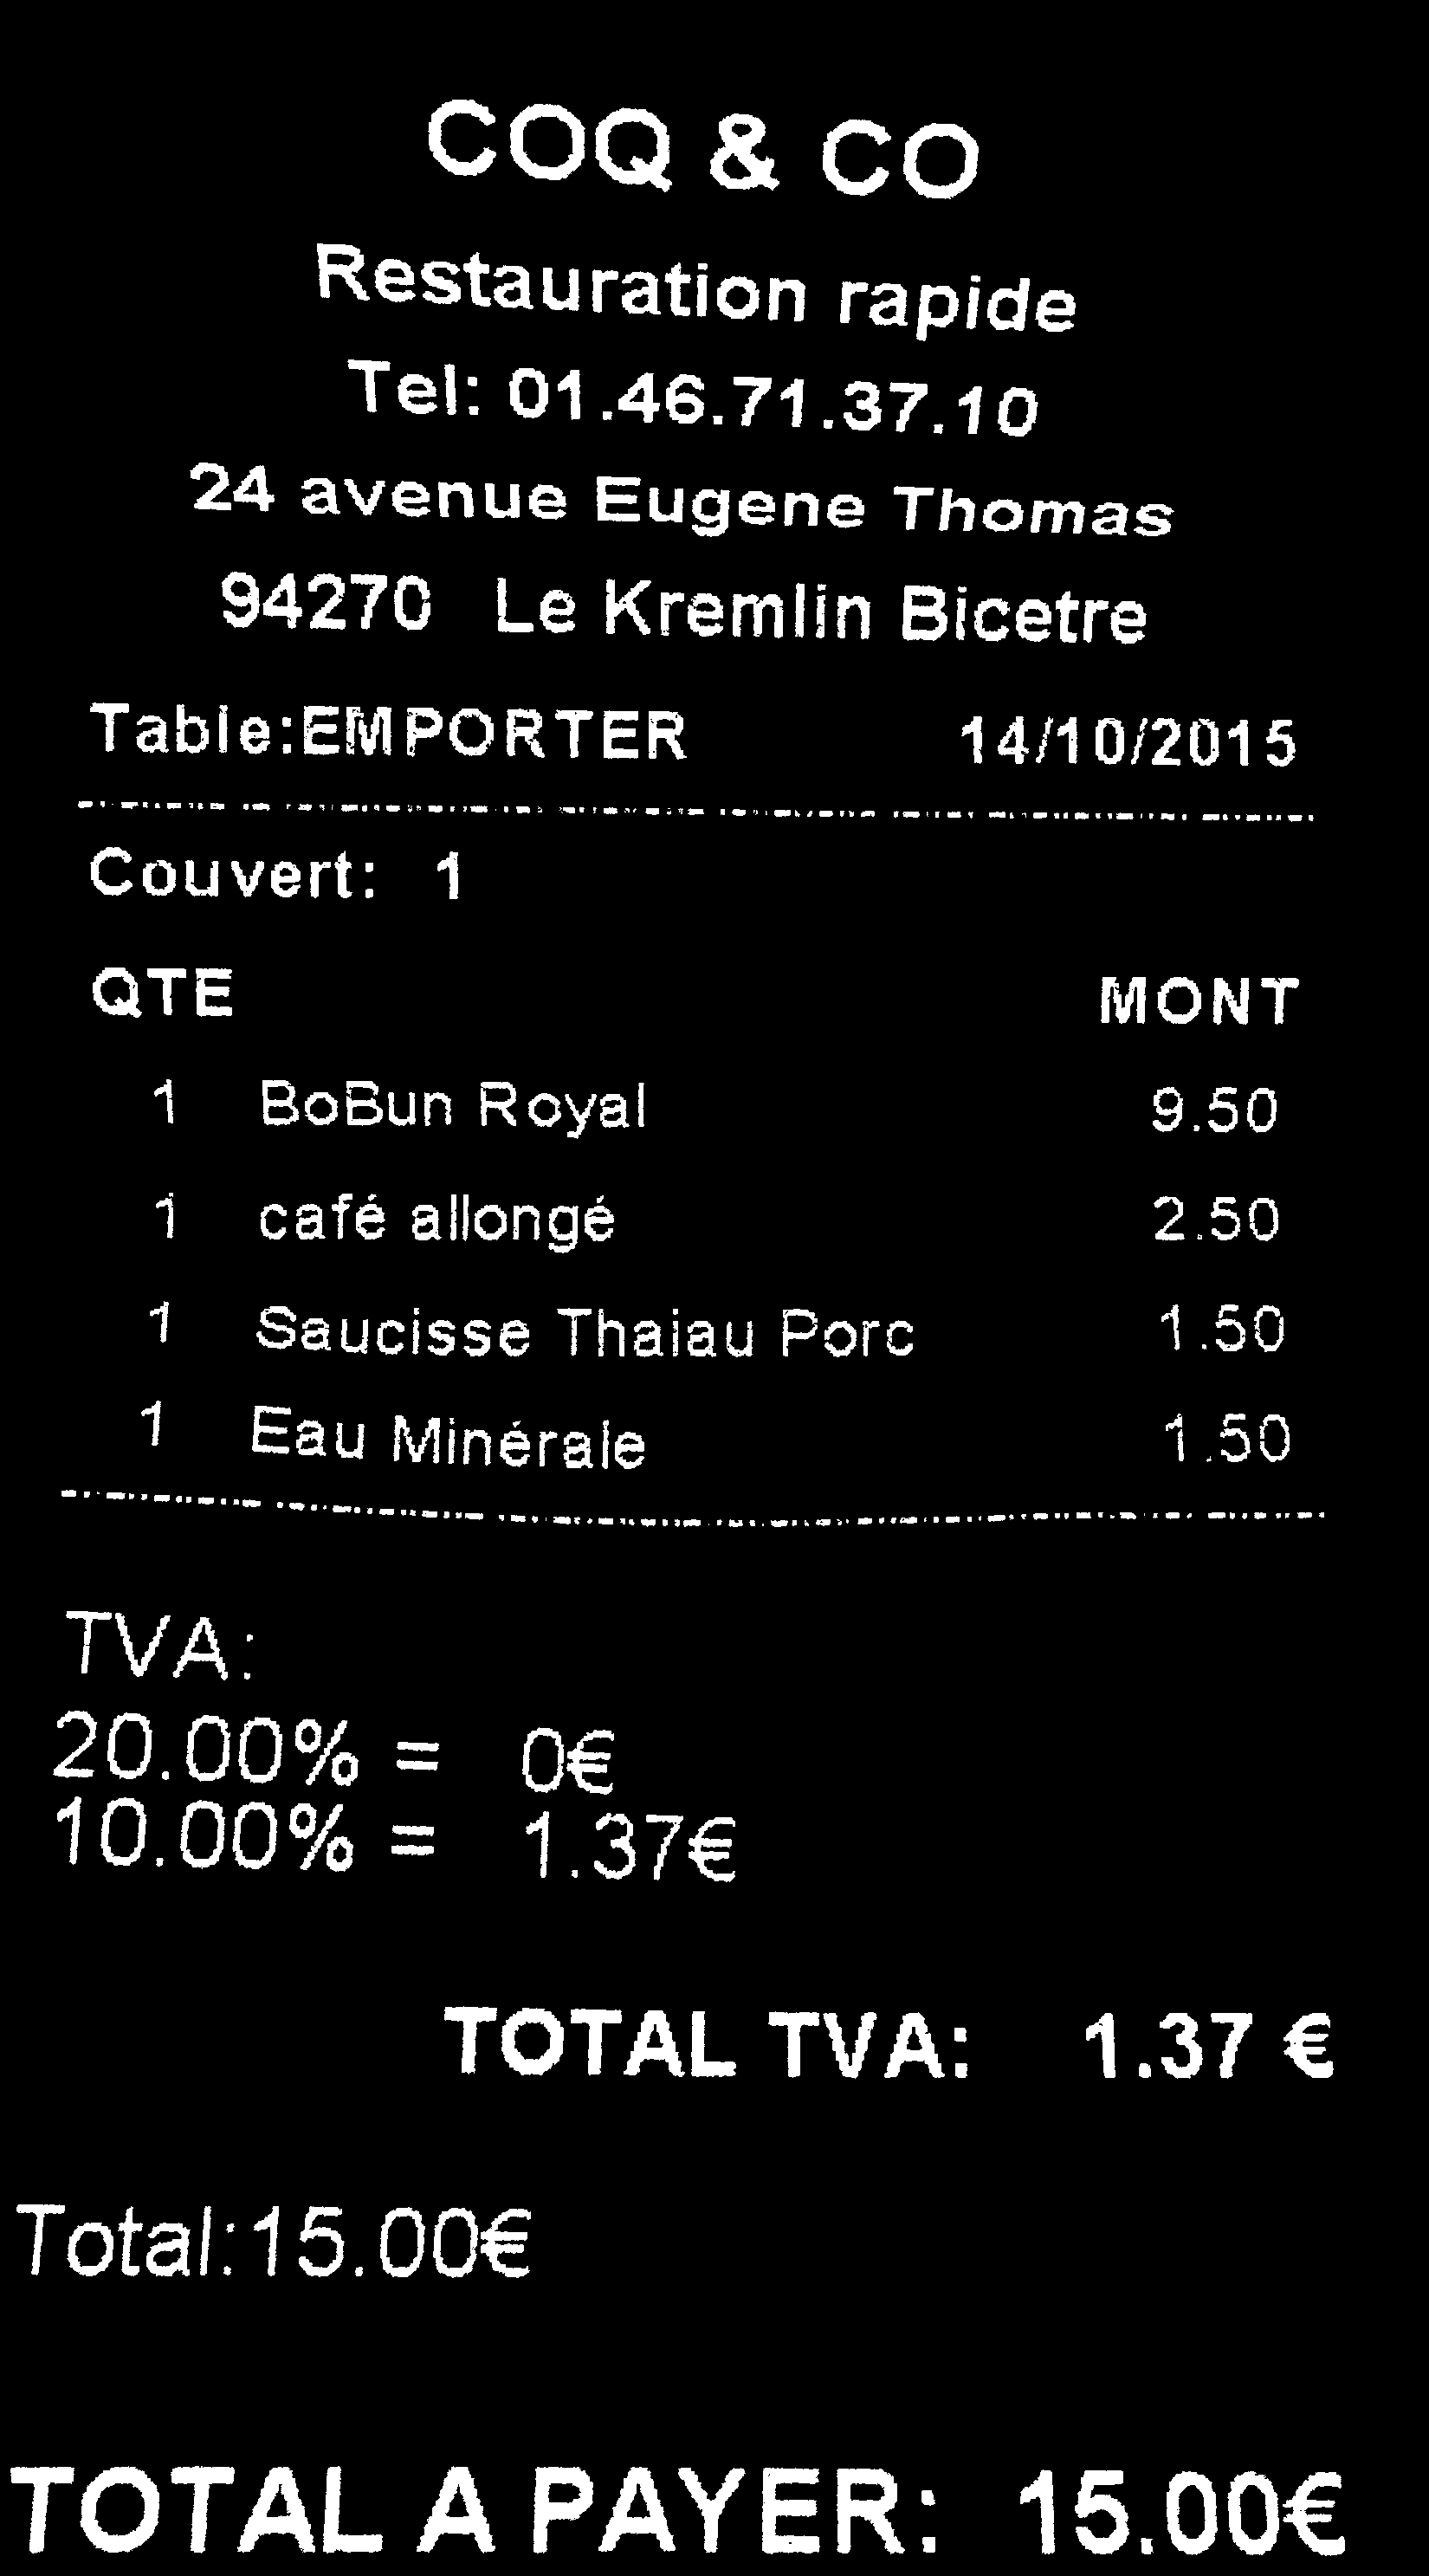 COQ & CO
Restauration rapide
Tel: 01.46.71.37.10
24 avenue Eugene Thomas
94270 Le Kremlin Bicetre
Table:EMPORTER 14/10/2015
Couvert: 1
QTE MONT
1 BoBun Royal 9.50
1 café allongé 2.50
1 Saucisse Thaiau Porc 1.50
1 Eau Minérale 1.50
TVA:
20.00% = 0€
10.00% = 1.37€
TOTAL TVA: 1.37 €
Total:15.00€
TOTAL A PAYER: 15.00€